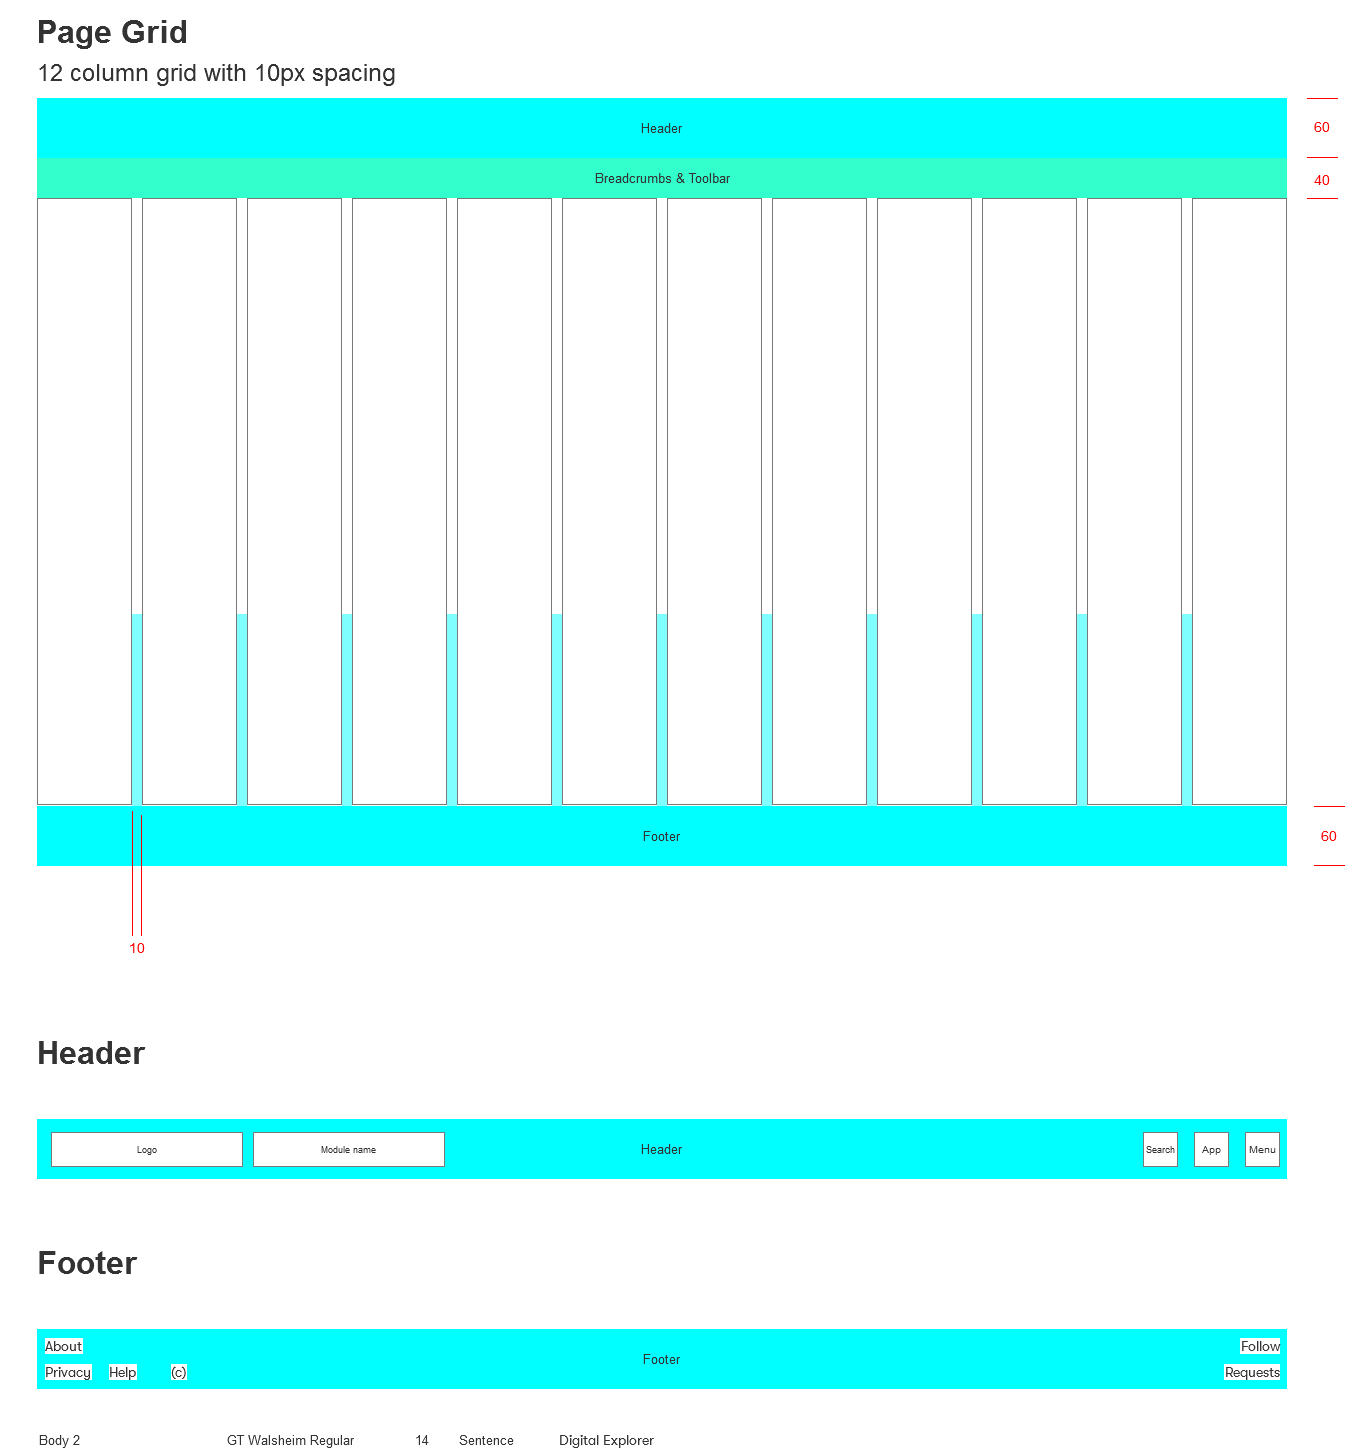 Page Grid
12 column grid with 10px spacing
Header
60
Breadcrumbs & Toolbar
40
Footer
60
10
Header
Logo
Module name
Header
Search
App
Menu
Footer
About
Follow
Footer
Privacy
Help
(c)
Requests
Body 2
GT Walsheim Regular
14
Sentence
Digital Explorer